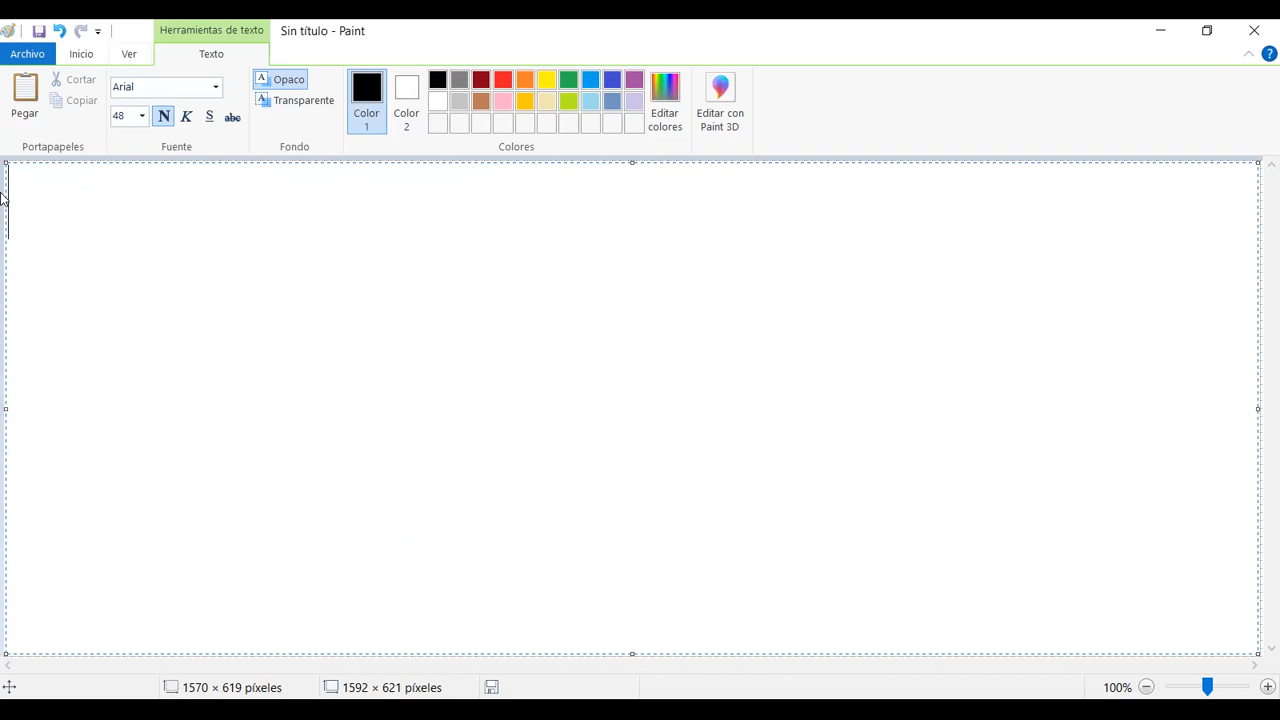 Herramientas de texto
Sin título - Paint
Archivo
Inicio
Ver
Texto
Pegar
Cortar
Copiar
Portapapeles
Arial
48
N K S abc
Fuente
Opaco
Transparente
Fondo
Color 1
Color 2
Editar colores
Colores
Editar con Paint 3D
1570 × 619 píxeles
1592 × 621 píxeles
100%